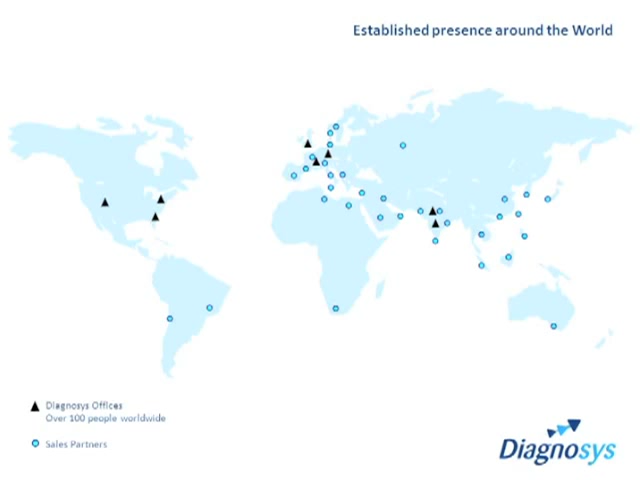 Established presence around the World
Diagnosys Offices
Over 100 people worldwide
Sales Partners
Diagnosys